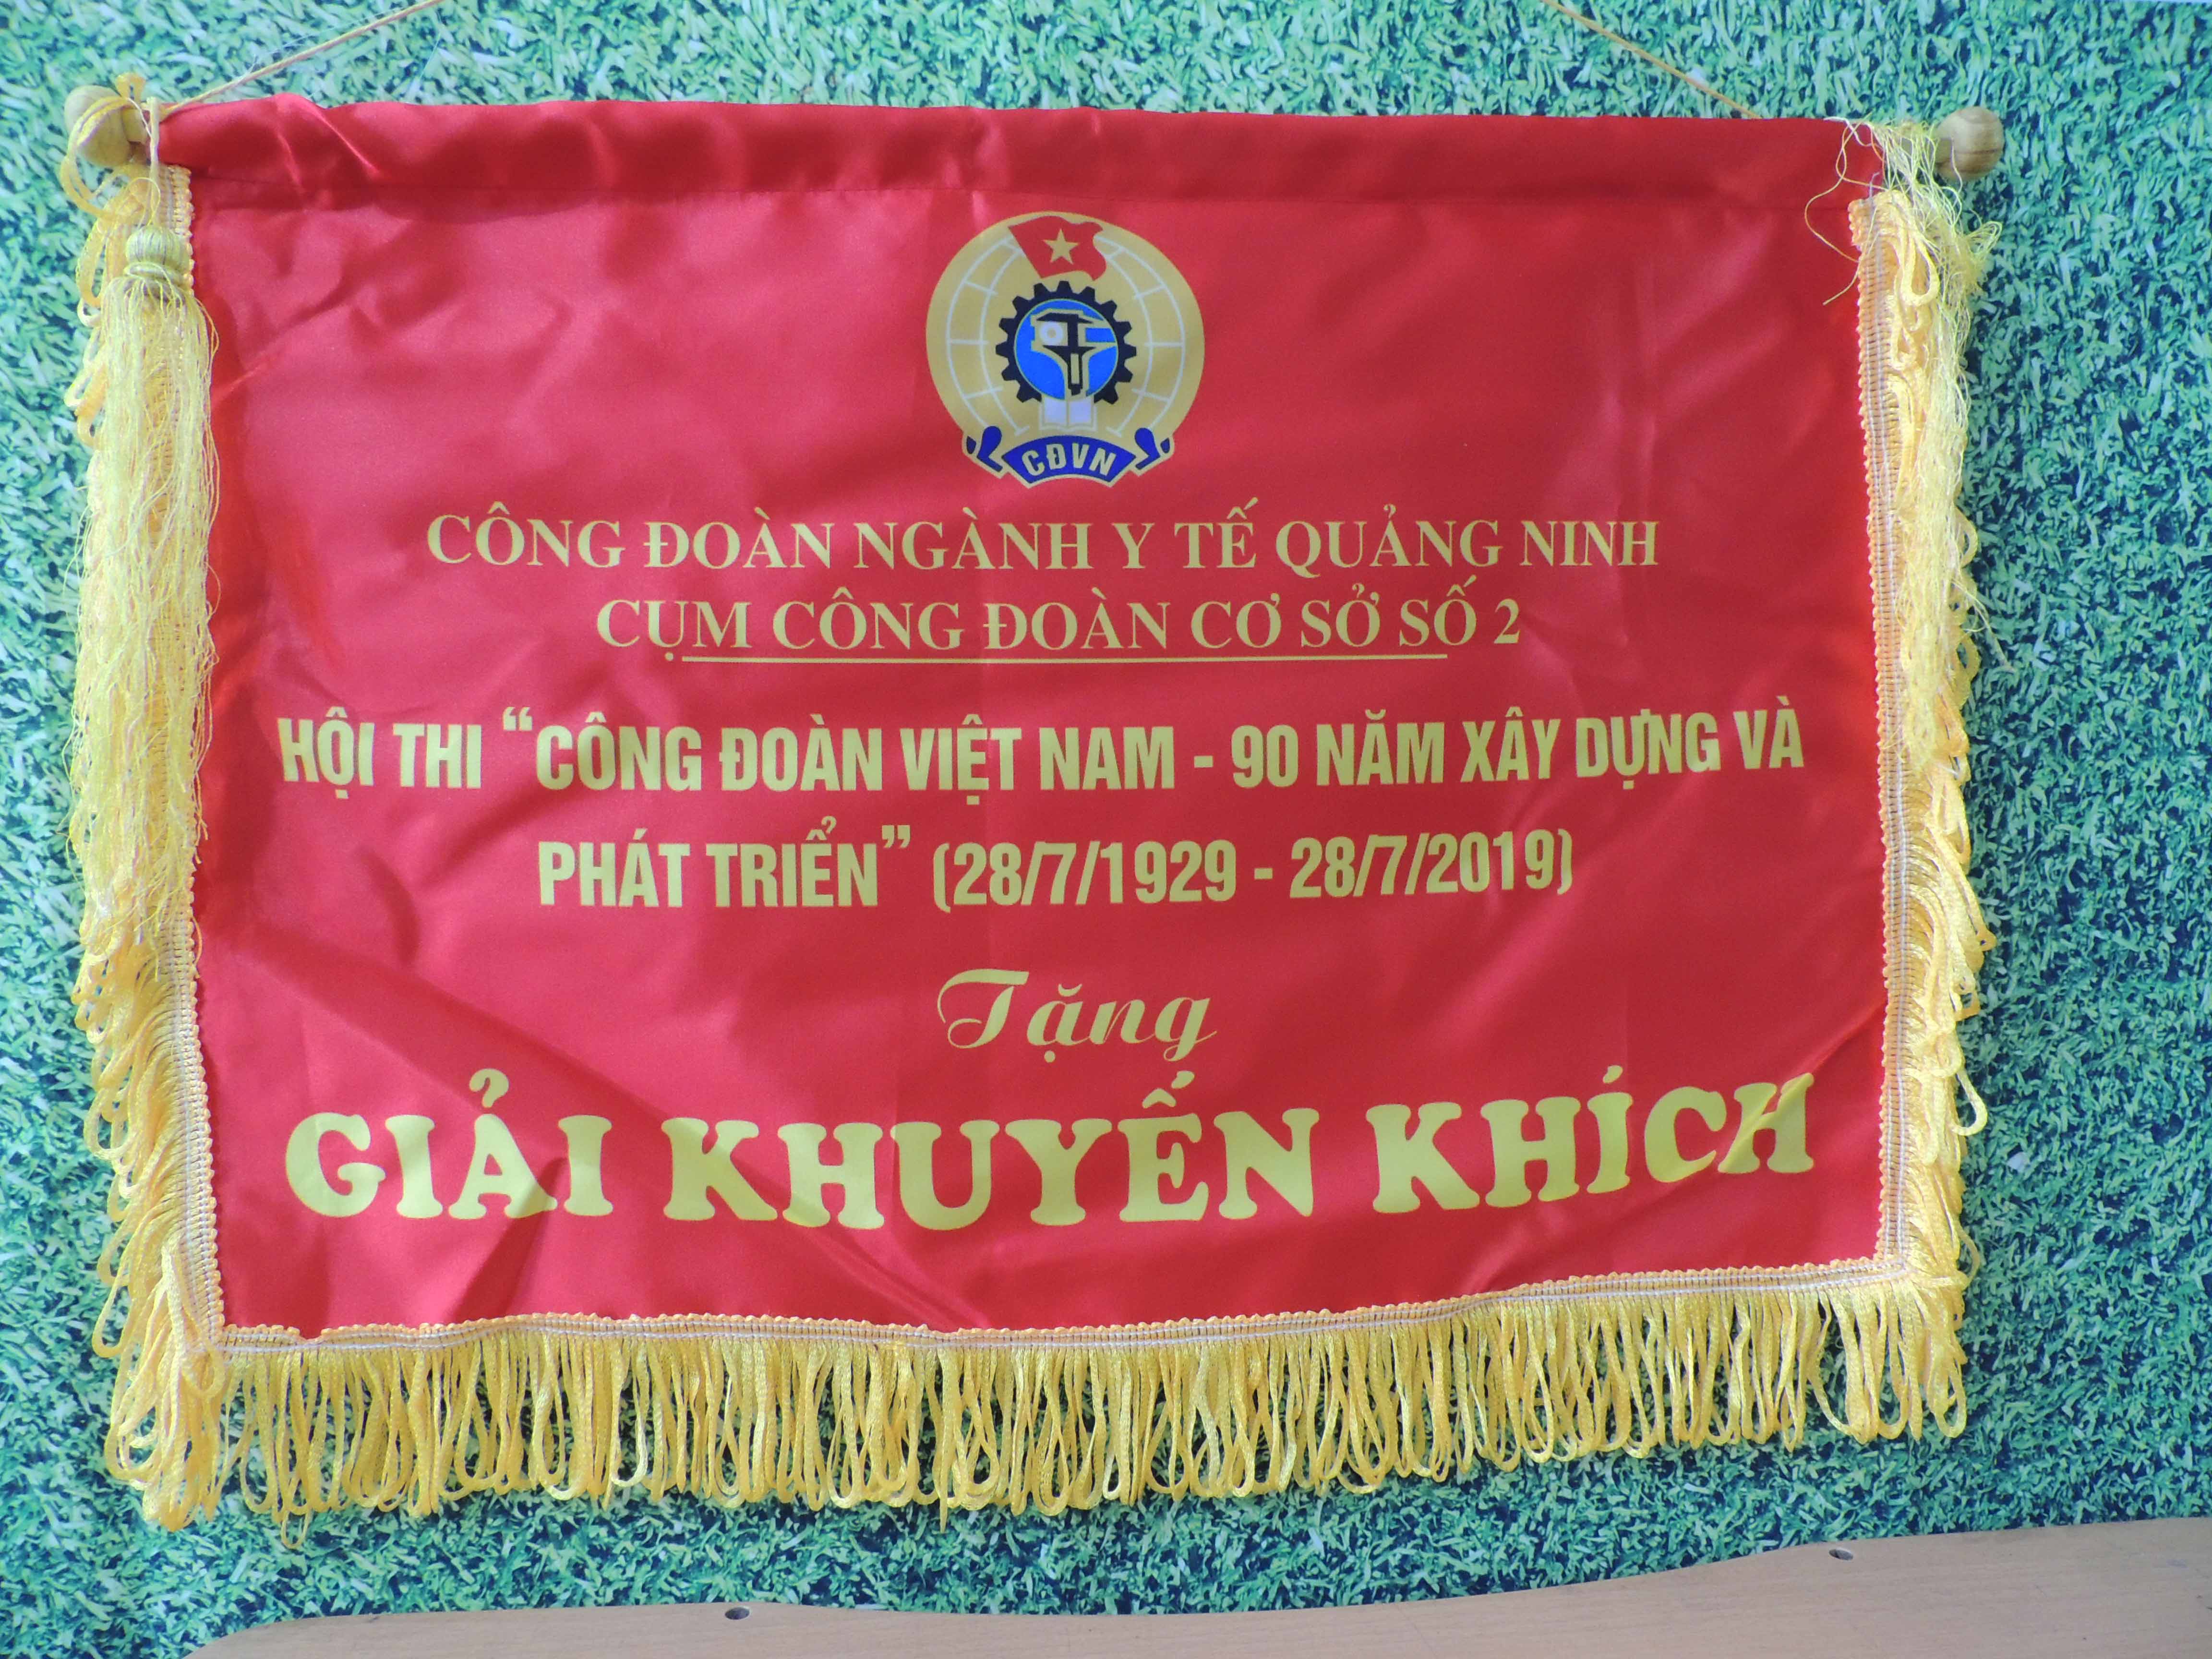 CĐVN
CÔNG ĐOÀN NGÀNH Y TẾ QUẢNG NINH
CỤM CÔNG ĐOÀN CƠ SỞ SỐ 2
HỘI THI “CÔNG ĐOÀN VIỆT NAM - 90 NĂM XÂY DỰNG VÀ
PHÁT TRIỂN” (28/7/1929 - 28/7/2019)
Tặng
GIẢI KHUYẾN KHÍCH